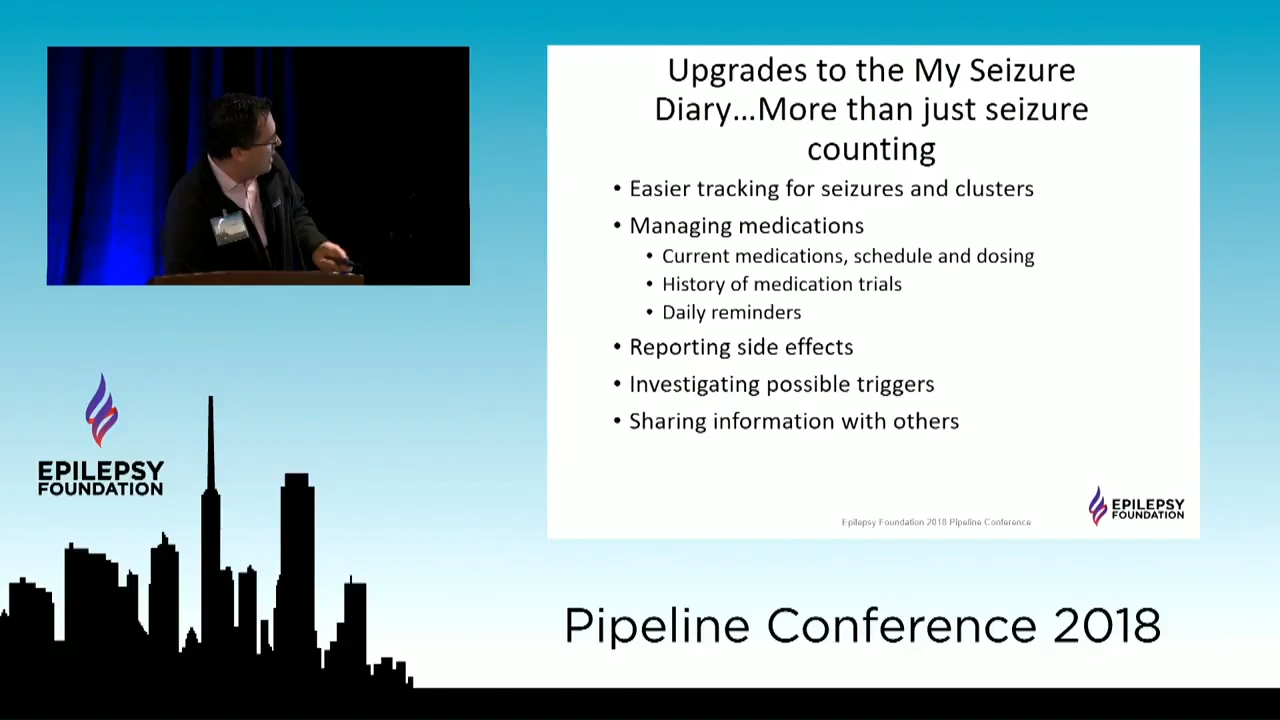 Upgrades to the My Seizure
Diary...More than just seizure
counting
• Easier tracking for seizures and clusters
• Managing medications
• Current medications, schedule and dosing
• History of medication trials
• Daily reminders
• Reporting side effects
• Investigating possible triggers
• Sharing information with others
Epilepsy Foundation 2018 Pipeline Conference
EPILEPSY
FOUNDATION
EPILEPSY
FOUNDATION
Pipeline Conference 2018